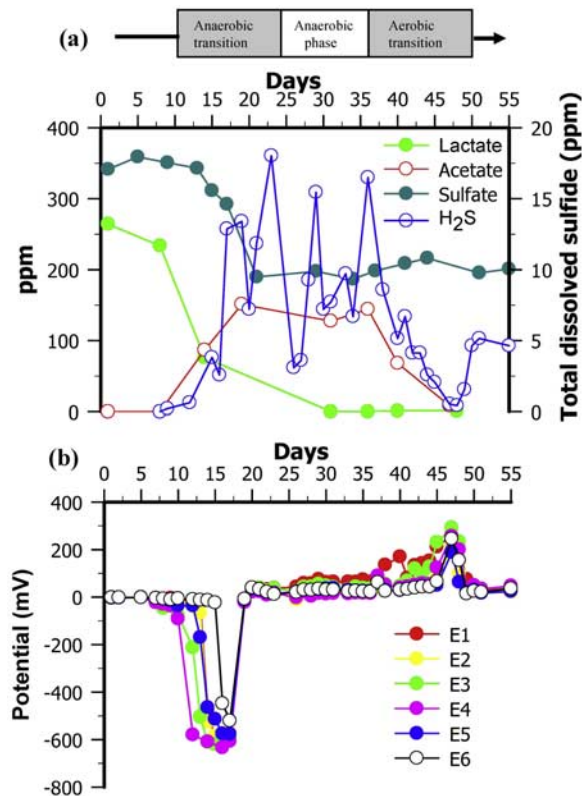 (a)
Anaerobic transition
Anaerobic phase
Aerobic transition
Days
0 5 10 15 20 25 30 35 40 45 50 55
400
300
200
100
0
ppm
20
15
10
5
0
Total dissolved sulfide (ppm)
Lactate
Acetate
Sulfate
H₂S
(b)
Days
0 5 10 15 20 25 30 35 40 45 50 55
400
200
0
-200
-400
-600
-800
Potential (mV)
E1
E2
E3
E4
E5
E6